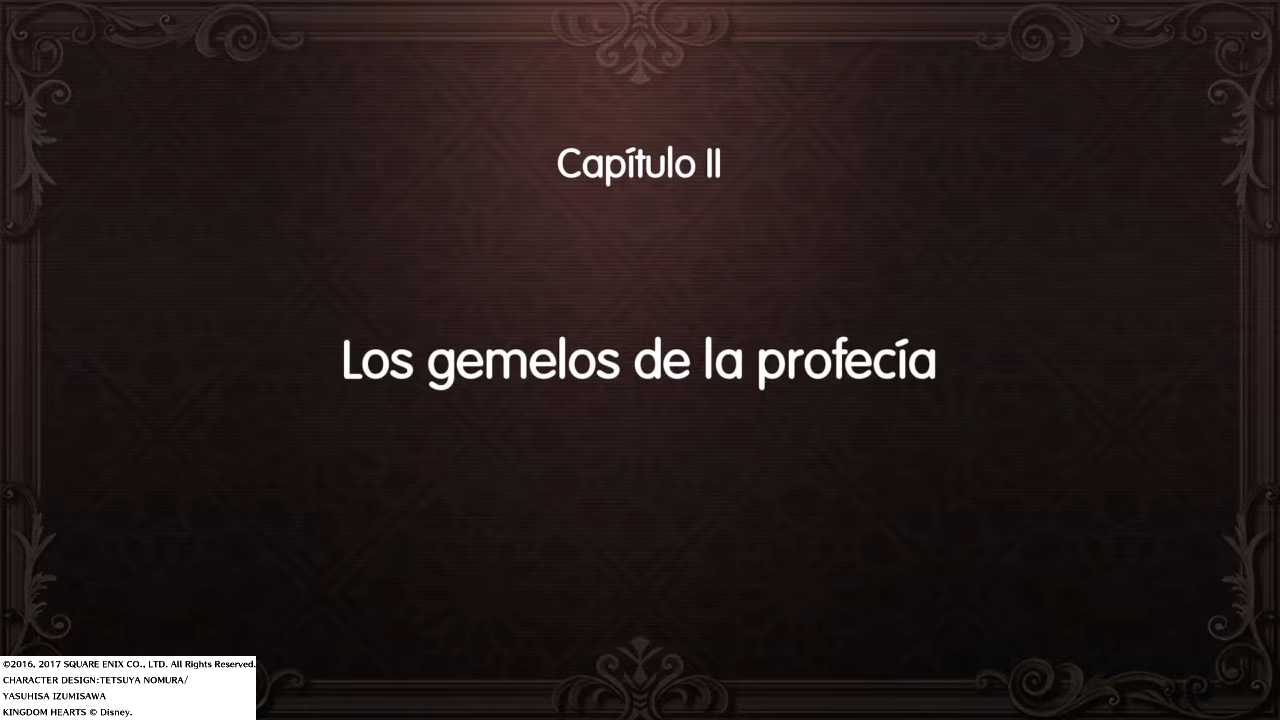 Capítulo II
Los gemelos de la profecía
©2016, 2017 SQUARE ENIX CO., LTD. All Rights Reserved.
CHARACTER DESIGN:TETSUYA NOMURA/
YASUHISA IZUMISAWA
KINGDOM HEARTS © Disney.